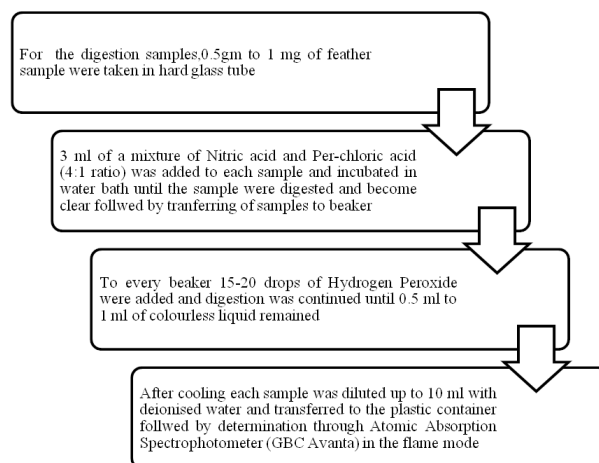 For the digestion samples,0.5gm to 1 mg of feather
sample were taken in hard glass tube
3 ml of a mixture of Nitric acid and Per-chloric acid
(4:1 ratio) was added to each sample and incubated in
water bath until the sample were digested and become
clear follwed by tranferring of samples to beaker
To every beaker 15-20 drops of Hydrogen Peroxide
were added and digestion was continued until 0.5 ml to
1 ml of colourless liquid remained
After cooling each sample was diluted up to 10 ml with
deionised water and transferred to the plastic container
follwed by determination through Atomic Absorption
Spectrophotometer (GBC Avanta) in the flame mode